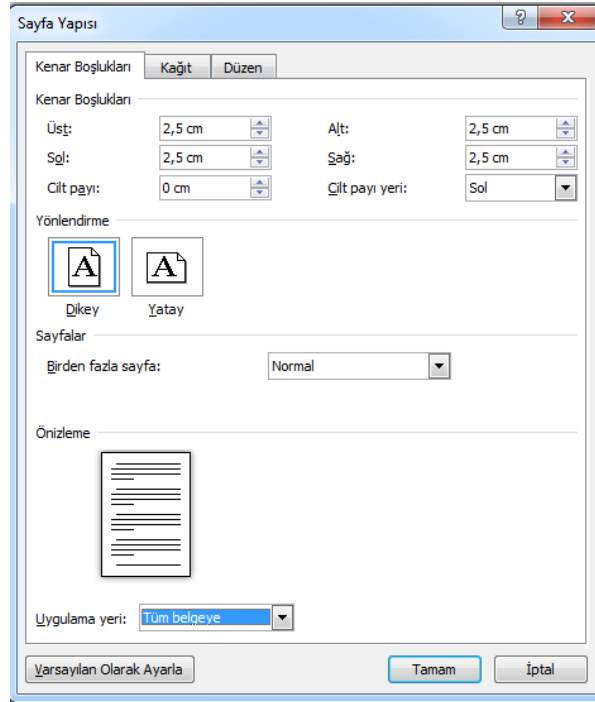 Sayfa Yapısı
Kenar Boşlukları Kağıt Düzen
Kenar Boşlukları
Üst: 2,5 cm Alt: 2,5 cm
Sol: 2,5 cm Sağ: 2,5 cm
Cilt payı: 0 cm Cilt payı yeri: Sol
Yönlendirme
A A
Dikey Yatay
Sayfalar
Birden fazla sayfa: Normal
Önizleme
Uygulama yeri: Tüm belgeye
Varsayılan Olarak Ayarla Tamam İptal